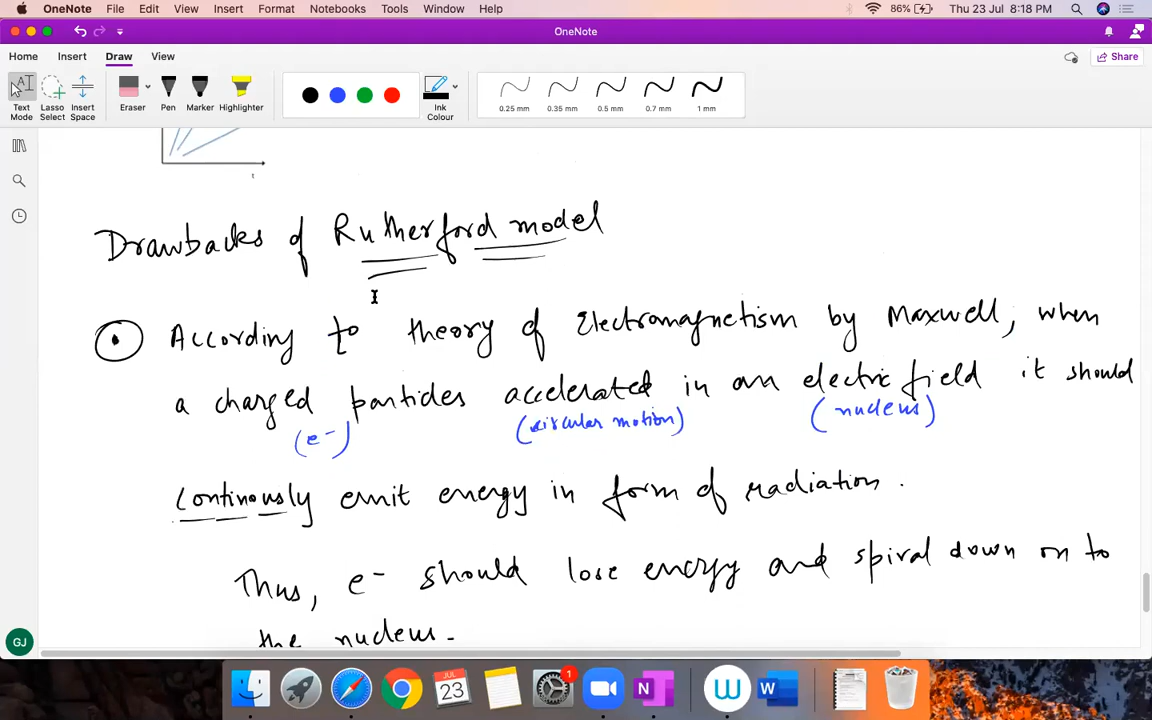 OneNote File Edit View Insert Format Notebooks Tools Window Help 86% Thu 23 Jul 8:18 PM
OneNote
Home Insert Draw View Share
Text Mode Lasso Select Insert Space Eraser Pen Marker Highlighter Ink Colour 0.25 mm 0.35 mm 0.5 mm 0.7 mm 1 mm
t
Drawbacks of Rutherford model
According to theory of Electromagnetism by Maxwell, when
a charged particles accelerated in an electric field it should
(e-) (circular motion) (nucleus)
Continously emit energy in form of radiation.
Thus, e- should lose energy and spiral down on to
the nucleus.
GJ
JUL 23 1 N W W